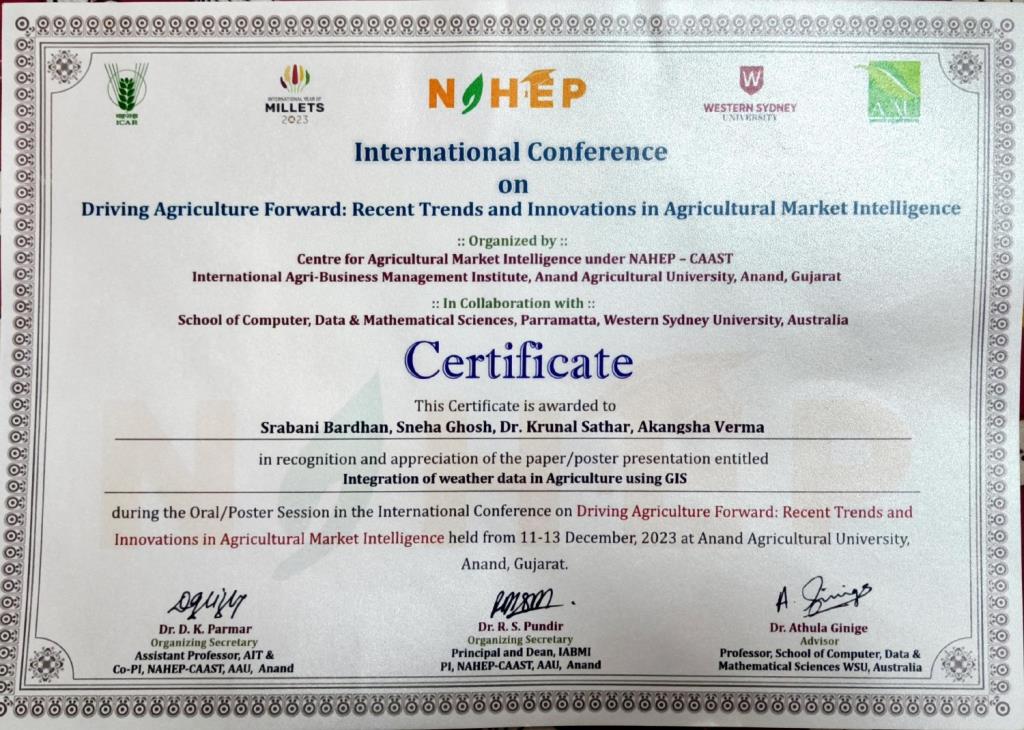 ICAR
INTERNATIONAL YEAR OF
MILLETS
2023
NAHEP
W
WESTERN SYDNEY
UNIVERSITY
AAU
International Conference
on
Driving Agriculture Forward: Recent Trends and Innovations in Agricultural Market Intelligence
:: Organized by ::
Centre for Agricultural Market Intelligence under NAHEP – CAAST
International Agri-Business Management Institute, Anand Agricultural University, Anand, Gujarat
:: In Collaboration with ::
School of Computer, Data & Mathematical Sciences, Parramatta, Western Sydney University, Australia
Certificate
This Certificate is awarded to
Srabani Bardhan, Sneha Ghosh, Dr. Krunal Sathar, Akangsha Verma
in recognition and appreciation of the paper/poster presentation entitled
Integration of weather data in Agriculture using GIS
during the Oral/Poster Session in the International Conference on Driving Agriculture Forward: Recent Trends and
Innovations in Agricultural Market Intelligence held from 11-13 December, 2023 at Anand Agricultural University,
Anand, Gujarat.
Dr. D. K. Parmar
Organizing Secretary
Assistant Professor, AIT &
Co-PI, NAHEP-CAAST, AAU, Anand
Dr. R. S. Pundir
Organizing Secretary
Principal and Dean, IABMI
PI, NAHEP-CAAST, AAU, Anand
A. Ginige
Dr. Athula Ginige
Advisor
Professor, School of Computer, Data &
Mathematical Sciences WSU, Australia